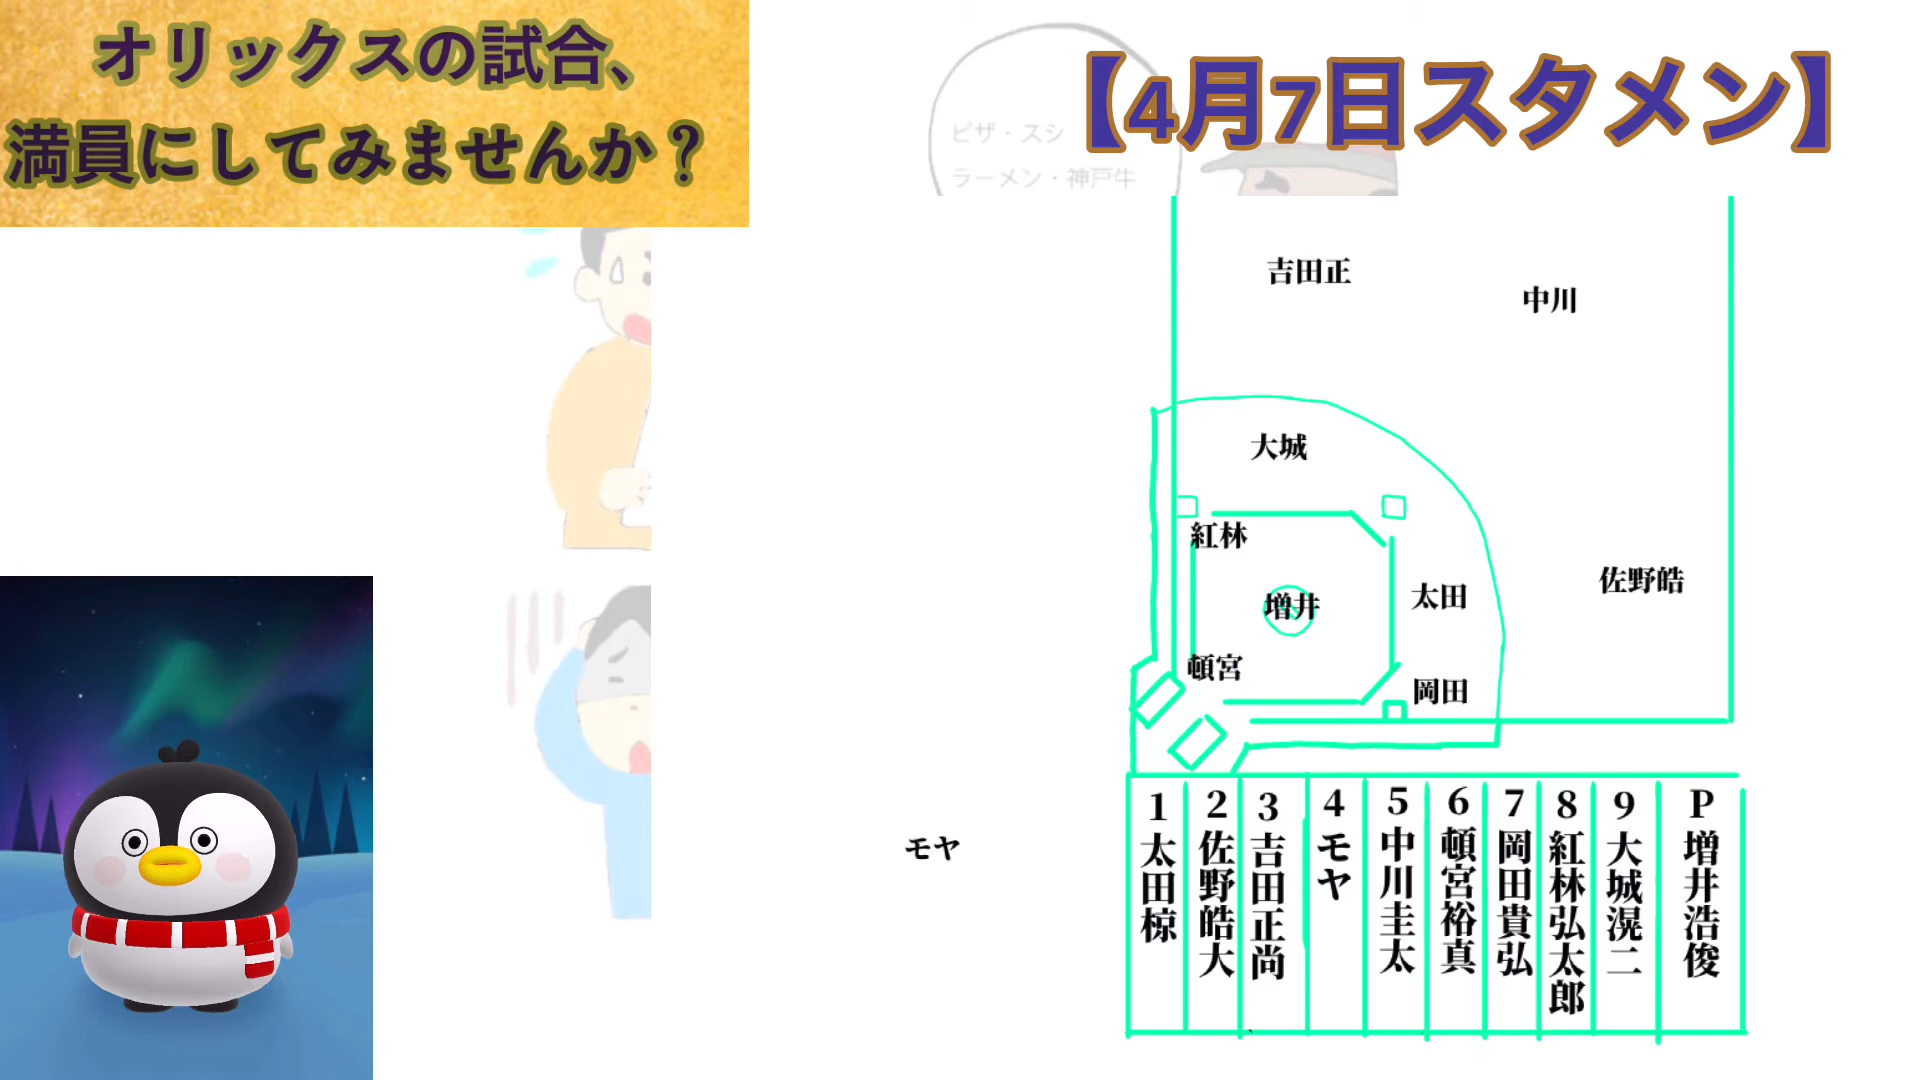 オリックスの試合、
満員にしてみませんか？
【4月7日スタメン】
ピザ・スシ
ラーメン・神戸牛
吉田正
中川
大城
紅林
増井
太田
佐野皓
頓宮
岡田
モヤ
1 太田椋
2 佐野皓大
3 吉田正尚
4 モヤ
5 中川圭太
6 頓宮裕真
7 岡田貴弘
8 紅林弘太郎
9 大城滉二
P 増井浩俊